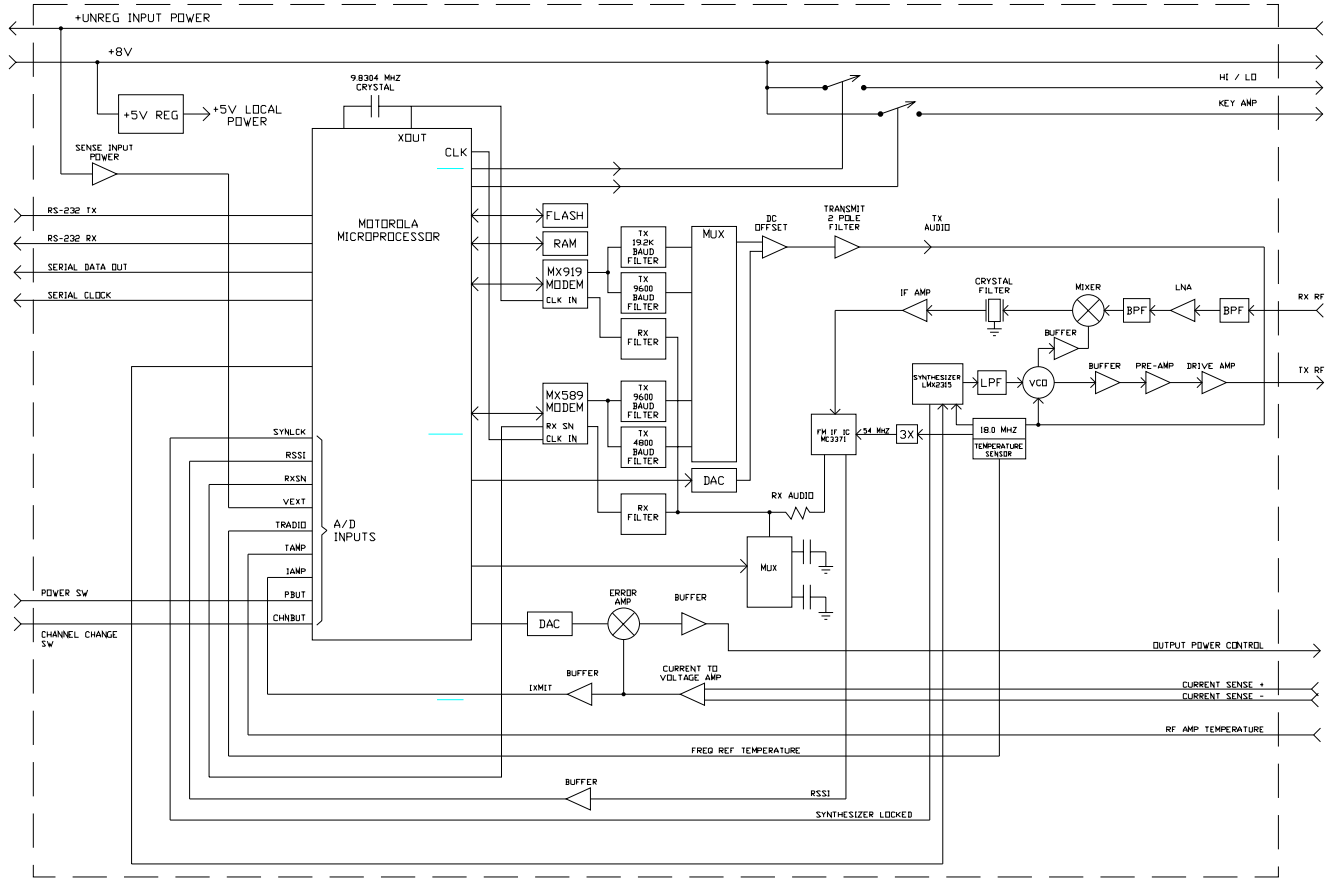 +UNREG INPUT POWER
+8V
9.8304 MHZ
CRYSTAL
HI / LO
KEY AMP
+5V REG
+5V LOCAL
POWER
XOUT
CLK
SENSE INPUT
POWER
RS-232 TX
RS-232 RX
SERIAL DATA OUT
SERIAL CLOCK
MOTOROLA
MICROPROCESSOR
FLASH
RAM
MX919
MODEM
CLK IN
TX
19.2K
BAUD
FILTER
TX
9600
BAUD
FILTER
RX
FILTER
MUX
DC
OFFSET
TRANSMIT
2 POLE
FILTER
TX
AUDIO
IF AMP
CRYSTAL
FILTER
MIXER
BPF
LNA
BPF
RX RF
BUFFER
SYNTHESIZER
LMX2315
LPF
VCO
BUFFER
PRE-AMP
DRIVE AMP
TX RF
MX589
MODEM
RX SN
CLK IN
TX
9600
BAUD
FILTER
TX
4800
BAUD
FILTER
FM IF IC
MC3371
54 MHZ
3X
18.0 MHZ
TEMPERATURE
SENSOR
DAC
RX
FILTER
RX AUDIO
MUX
SYNLCK
RSSI
RXSN
VEXT
TRADIO
TAMP
IAMP
PBUT
CHNBUT
A/D
INPUTS
POWER SW
CHANNEL CHANGE
SW
DAC
ERROR
AMP
BUFFER
OUTPUT POWER CONTROL
IXMIT
BUFFER
CURRENT TO
VOLTAGE AMP
CURRENT SENSE +
CURRENT SENSE -
RF AMP TEMPERATURE
FREQ REF TEMPERATURE
BUFFER
RSSI
SYNTHESIZER LOCKED